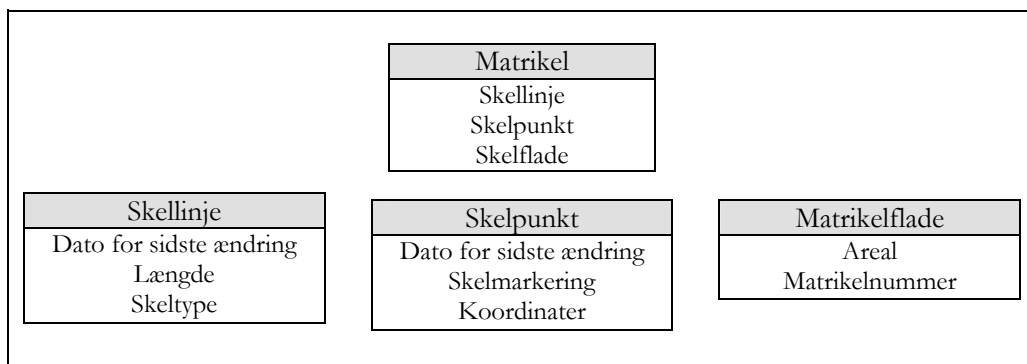 Matrikel
Skellinje
Skelpunkt
Skelflade
Skellinje
Dato for sidste ændring
Længde
Skeltype
Skelpunkt
Dato for sidste ændring
Skelmarkering
Koordinater
Matrikelflade
Areal
Matrikelnummer